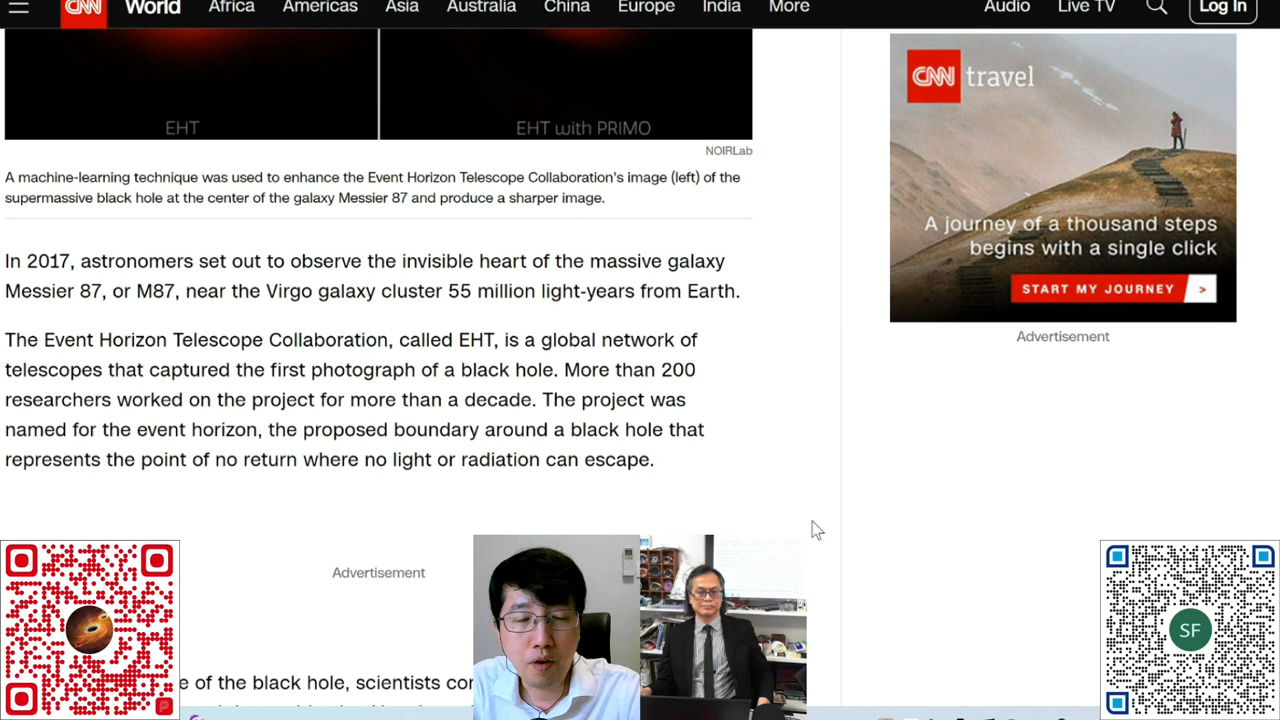 CNN World Africa Americas Asia Australia China Europe India More Audio Live TV Log In
EHT
EHT with PRIMO
NOIRLab
A machine-learning technique was used to enhance the Event Horizon Telescope Collaboration's image (left) of the
supermassive black hole at the center of the galaxy Messier 87 and produce a sharper image.
In 2017, astronomers set out to observe the invisible heart of the massive galaxy
Messier 87, or M87, near the Virgo galaxy cluster 55 million light-years from Earth.
The Event Horizon Telescope Collaboration, called EHT, is a global network of
telescopes that captured the first photograph of a black hole. More than 200
researchers worked on the project for more than a decade. The project was
named for the event horizon, the proposed boundary around a black hole that
represents the point of no return where no light or radiation can escape.
Advertisement
e of the black hole, scientists
CNN travel
A journey of a thousand steps
begins with a single click
START MY JOURNEY >
Advertisement
SF